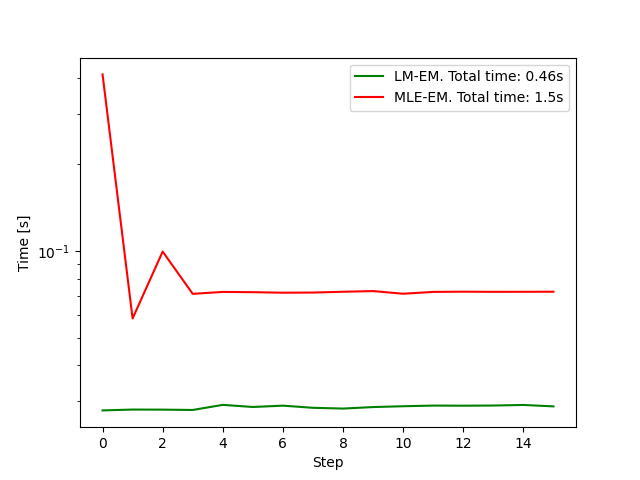 LM-EM. Total time: 0.46s
MLE-EM. Total time: 1.5s
Time [s]
10⁻¹
0 2 4 6 8 10 12 14
Step